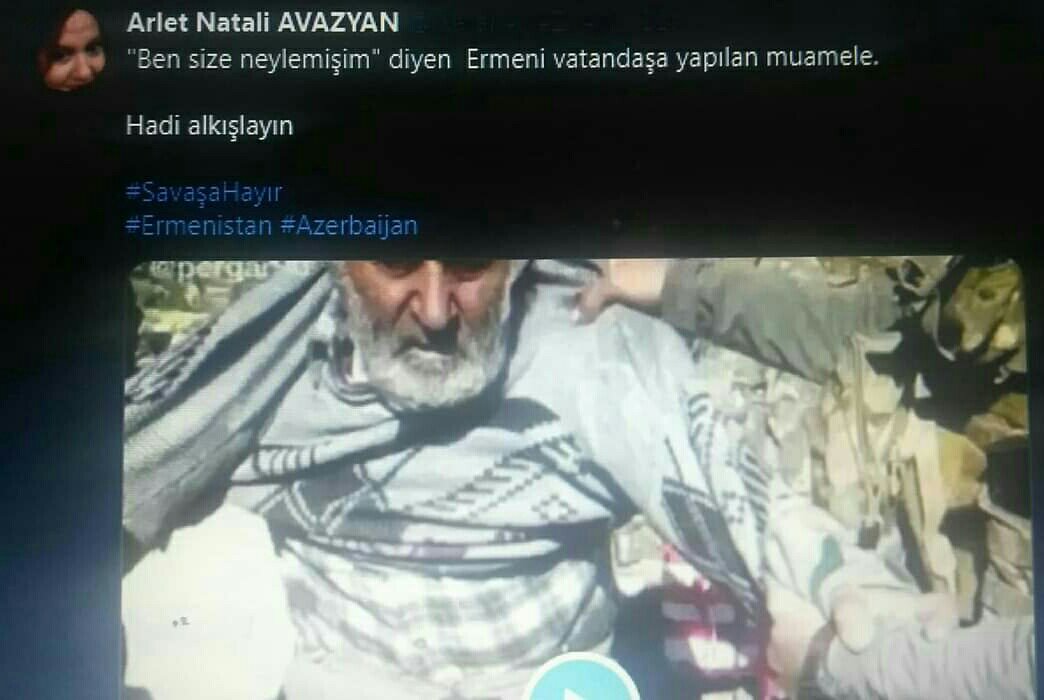 Arlet Natali AVAZYAN
"Ben size neylemişim" diyen Ermeni vatandaşa yapılan muamele.
Hadi alkışlayın
#SavaşaHayır
#Ermenistan #Azerbaijan